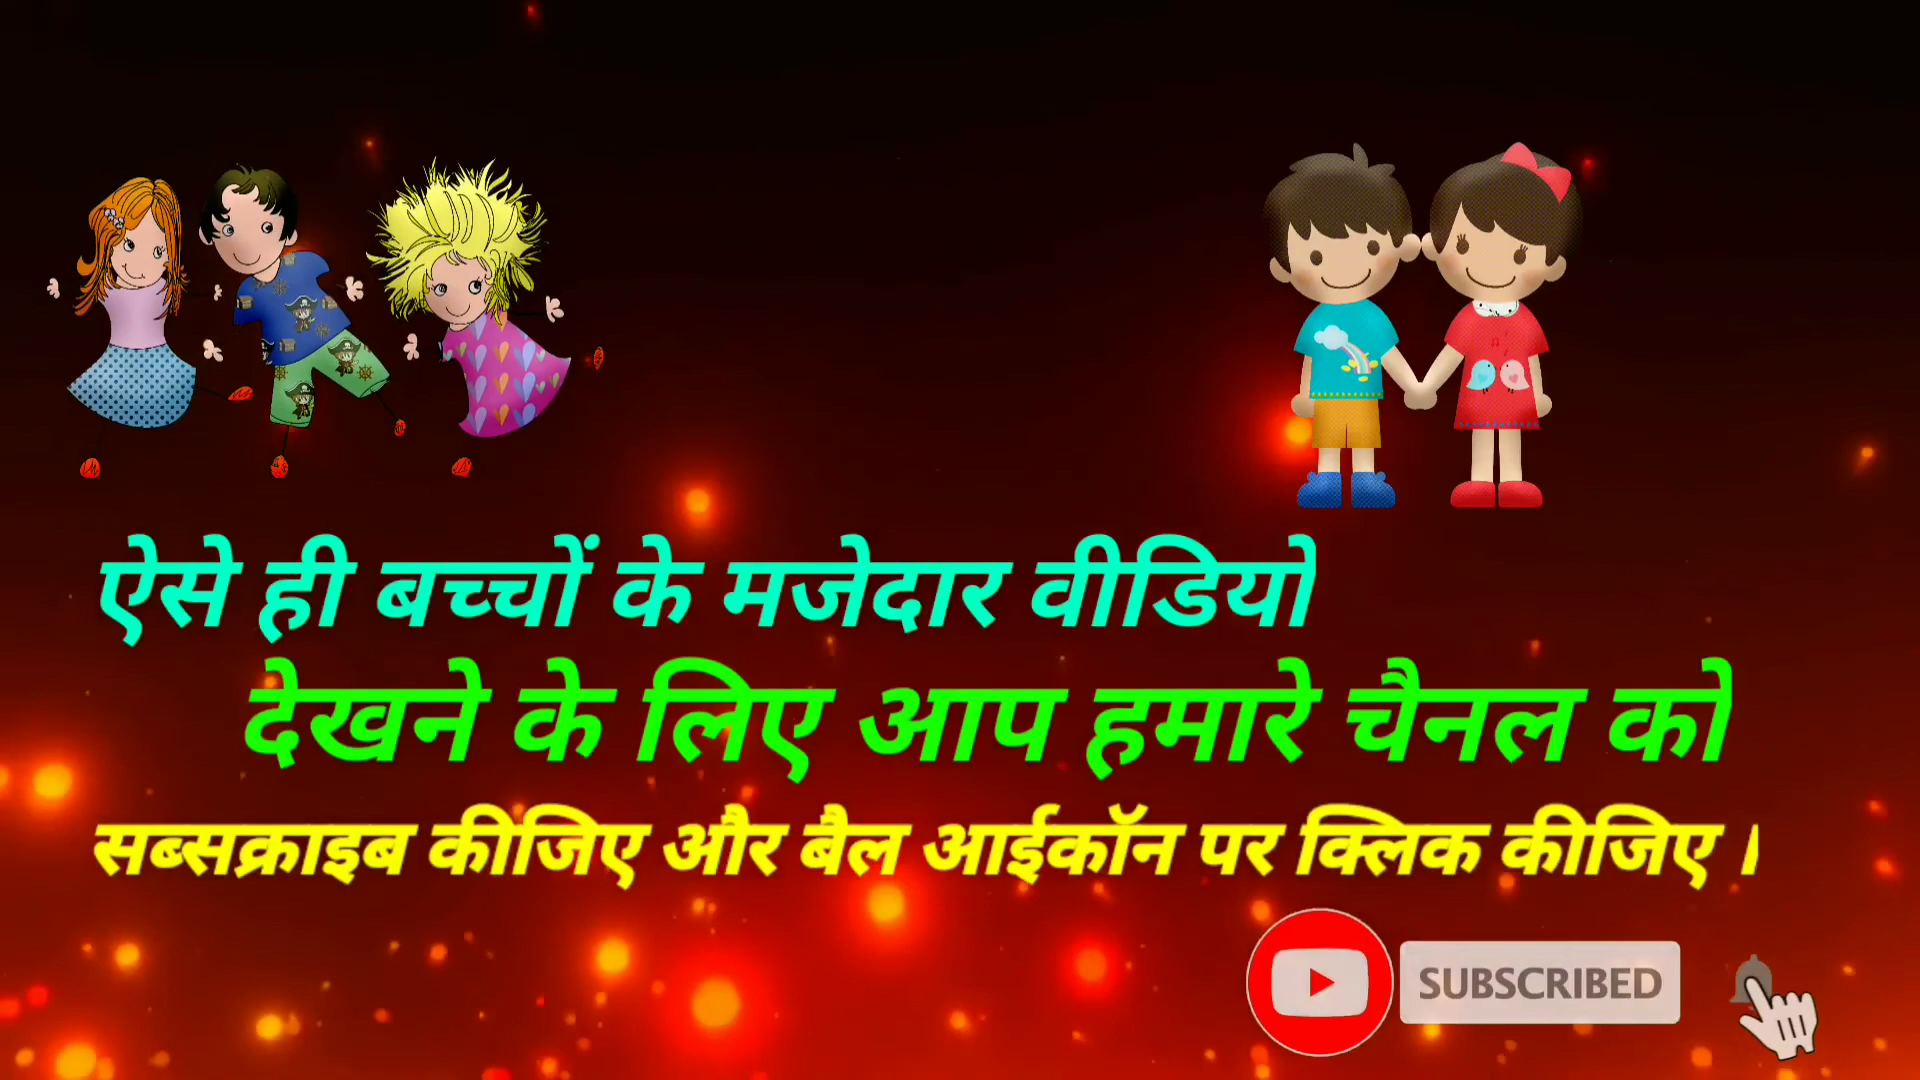 ऐसे ही बच्चों के मजेदार वीडियो
देखने के लिए आप हमारे चैनल को
सब्सक्राइब कीजिए और बैल आईकॉन पर क्लिक कीजिए ।
SUBSCRIBED